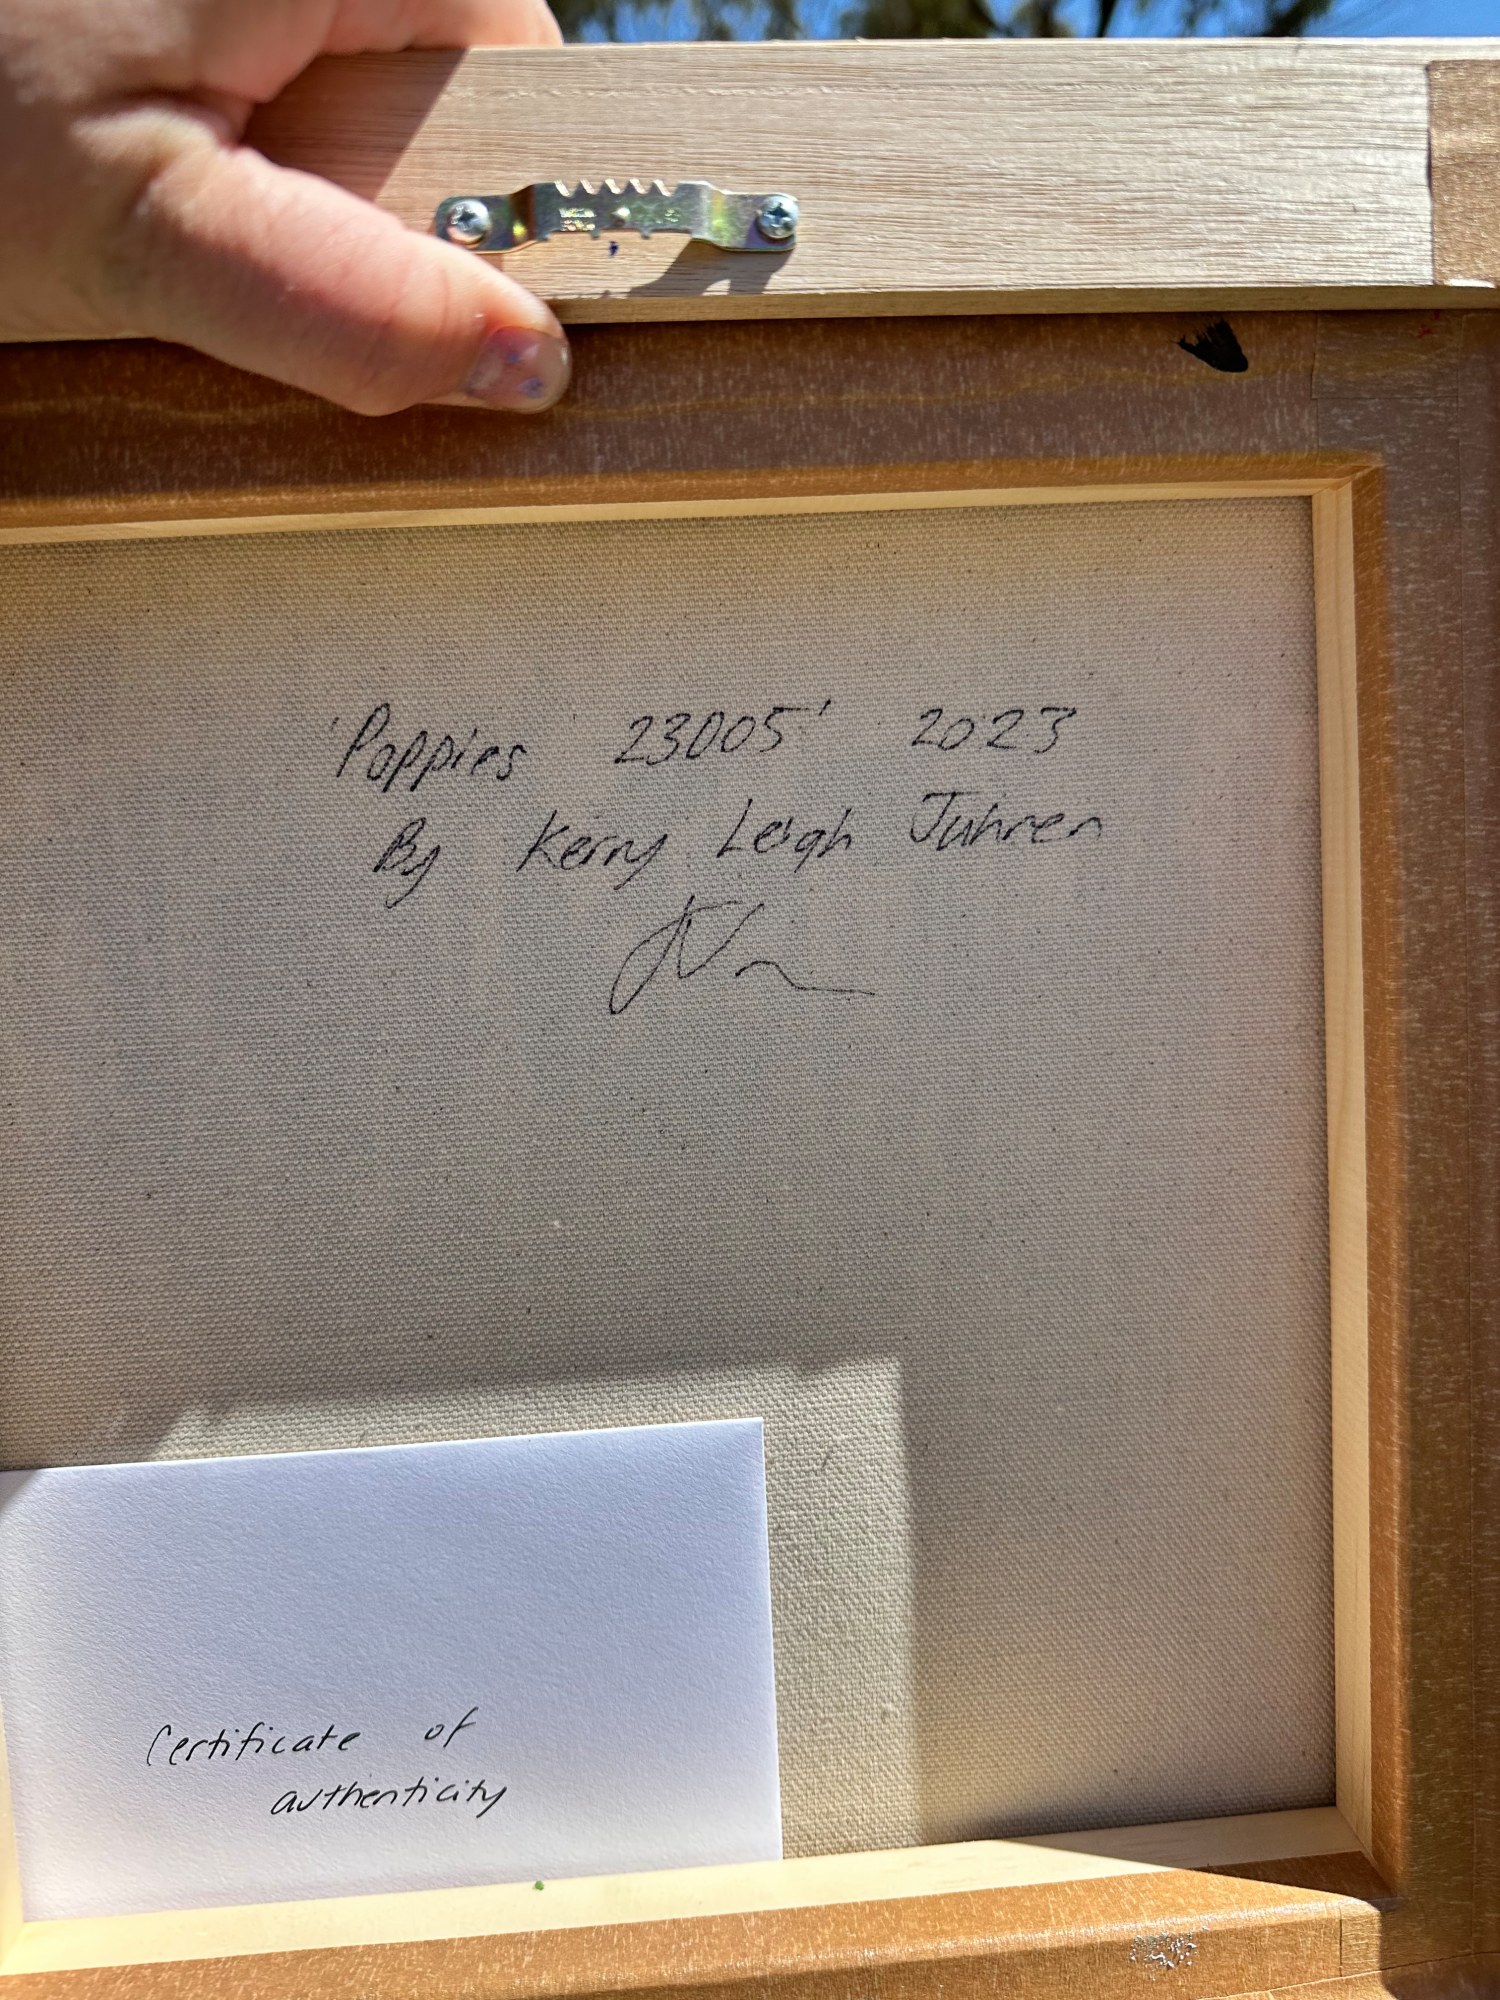 'Poppies 23005' 2023
By Kerry Leigh Juhren
Certificate of
authenticity